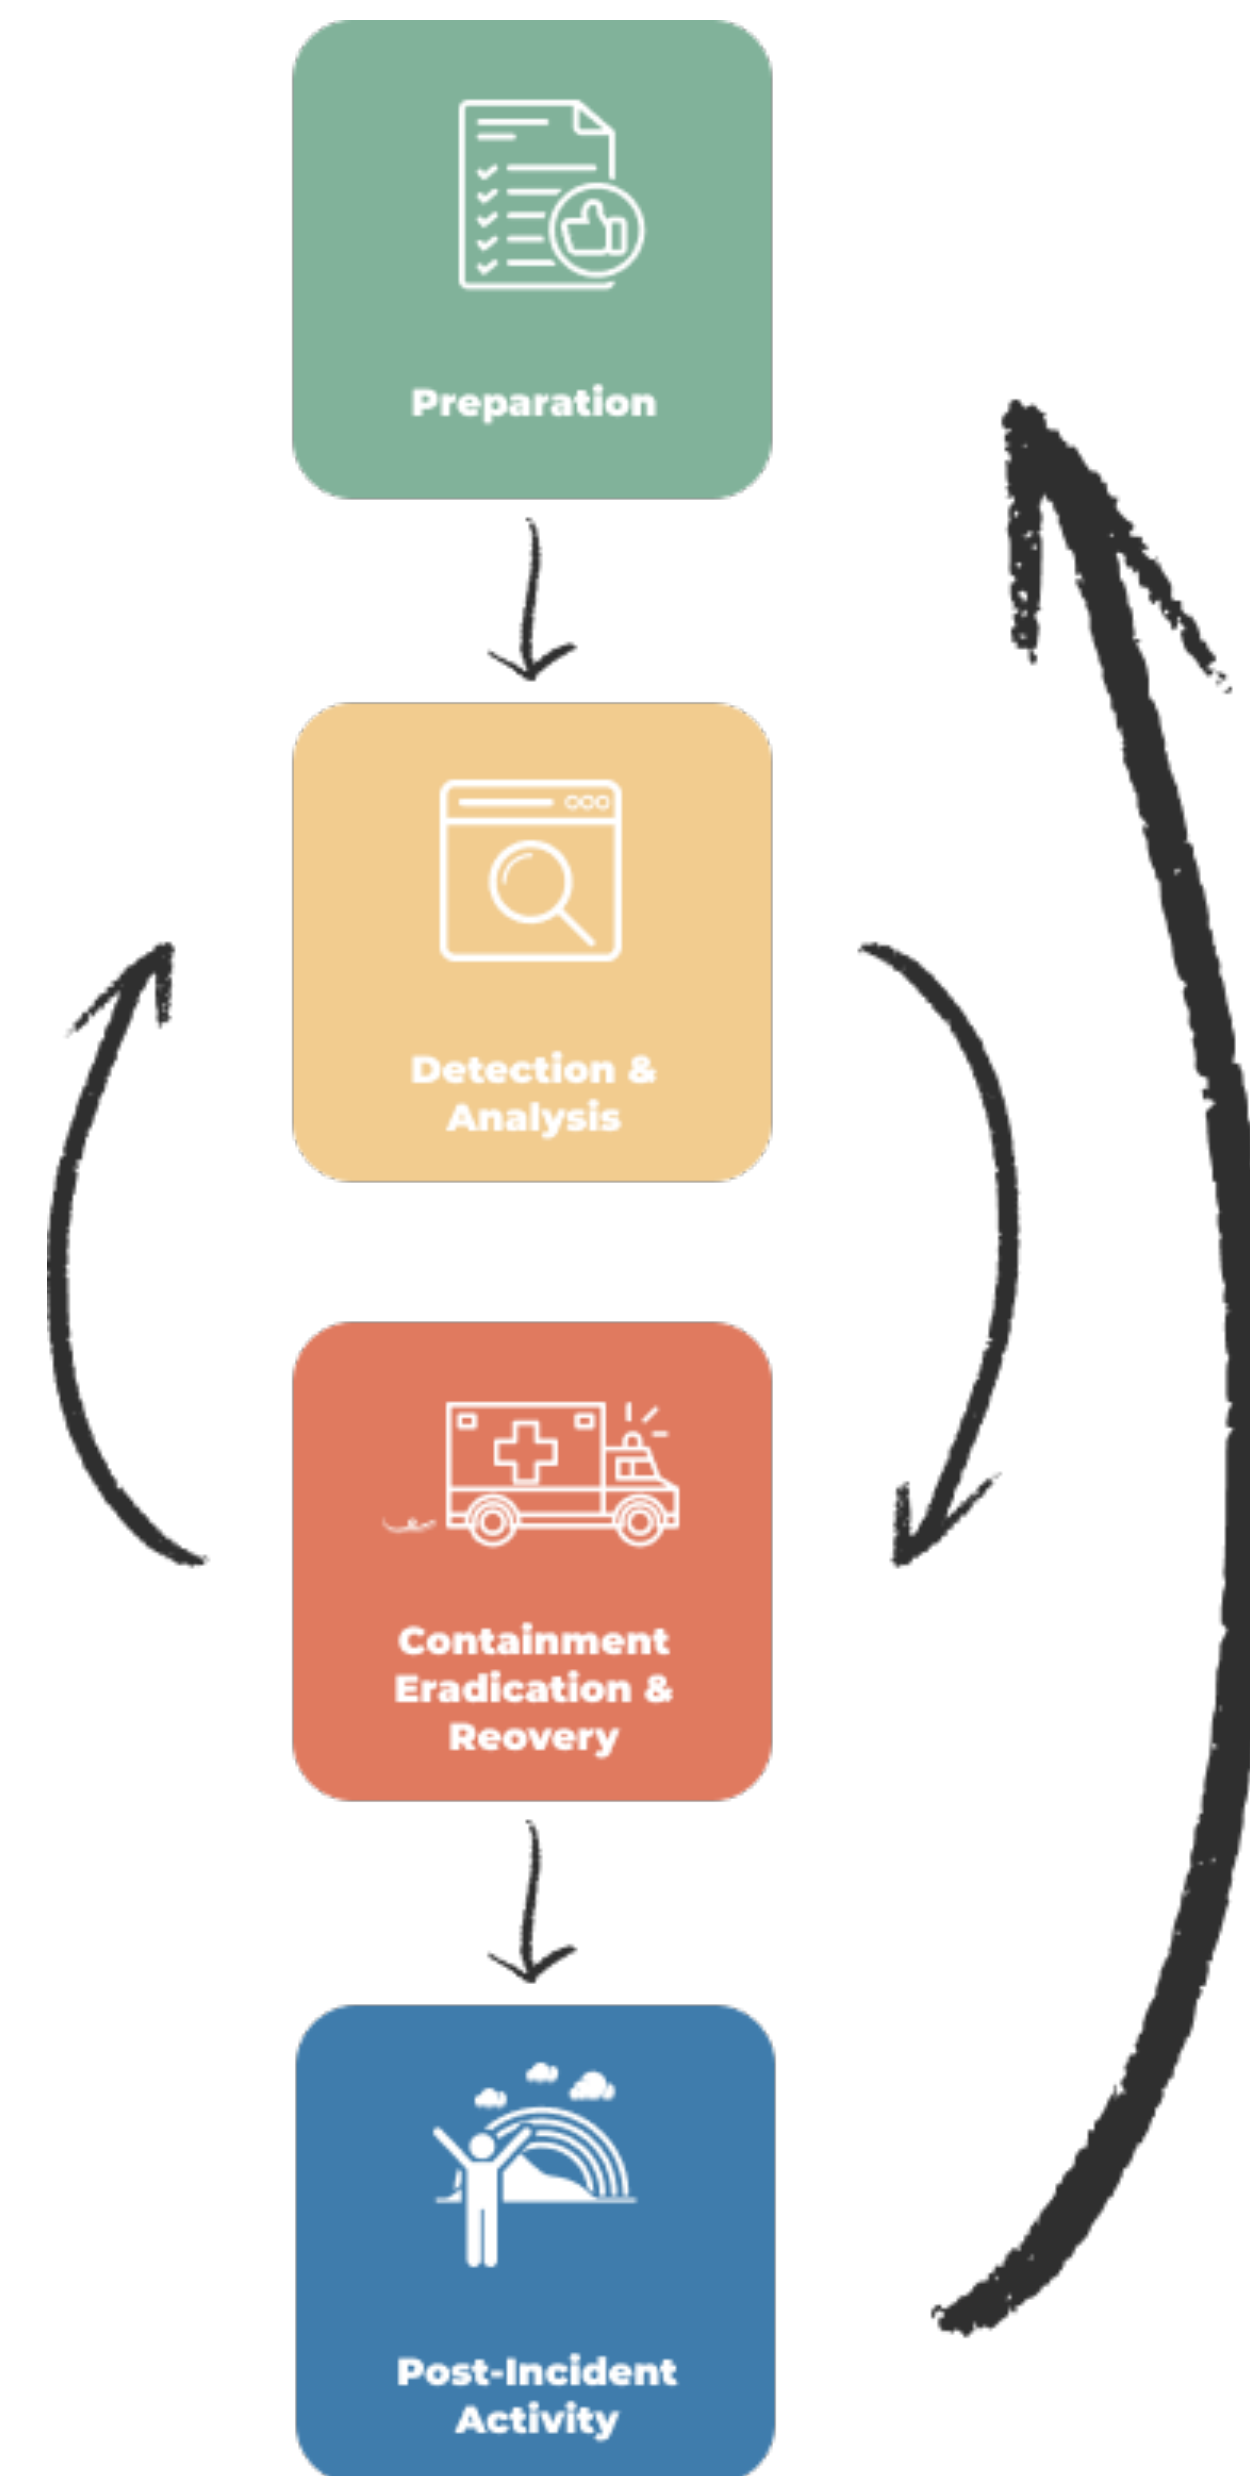 Preparation
Detection &
Analysis
Containment
Eradication &
Reovery
Post-Incident
Activity